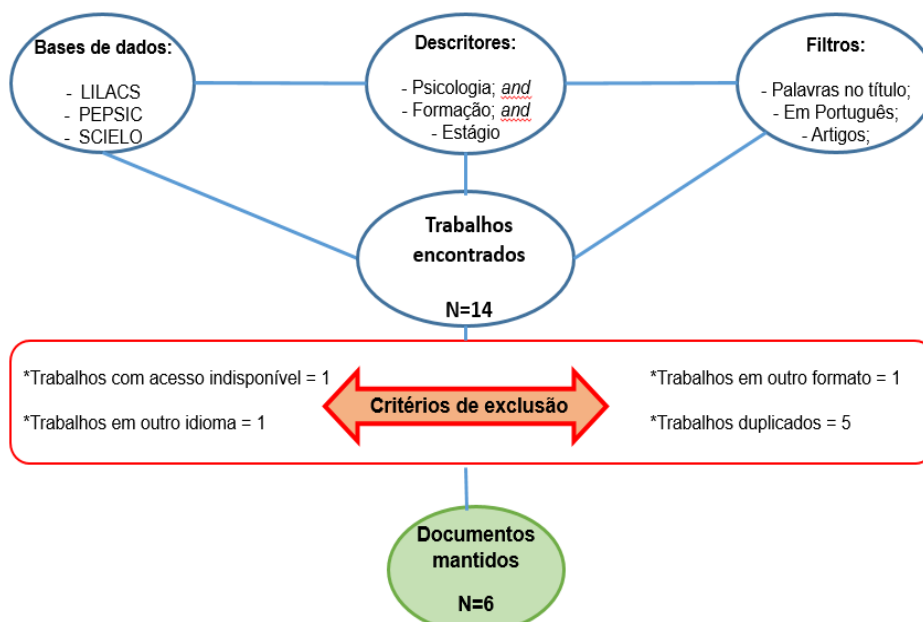 Bases de dados:
- LILACS
- PEPSIC
- SCIELO
Descritores:
- Psicologia; and
- Formação; and
- Estágio
Filtros:
- Palavras no título;
- Em Português;
- Artigos;
Trabalhos
encontrados
N=14
*Trabalhos com acesso indisponível = 1
*Trabalhos em outro idioma = 1
Critérios de exclusão
*Trabalhos em outro formato = 1
*Trabalhos duplicados = 5
Documentos
mantidos
N=6